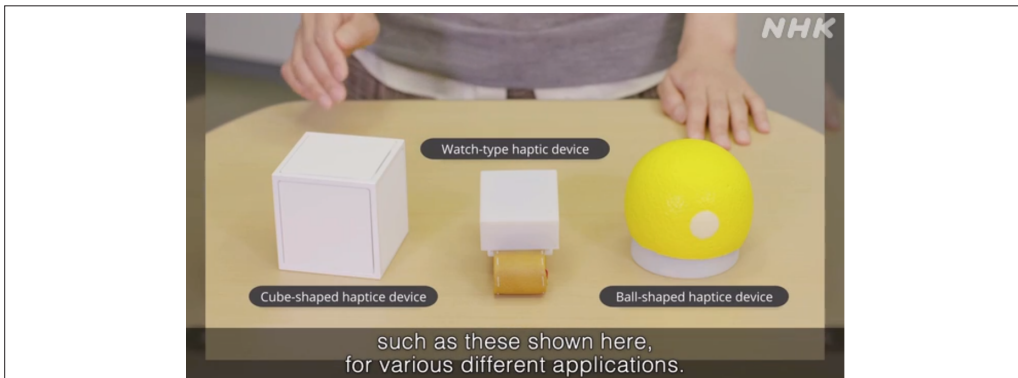 NHK
Watch-type haptic device
Cube-shaped haptice device
Ball-shaped haptice device
such as these shown here,
for various different applications.